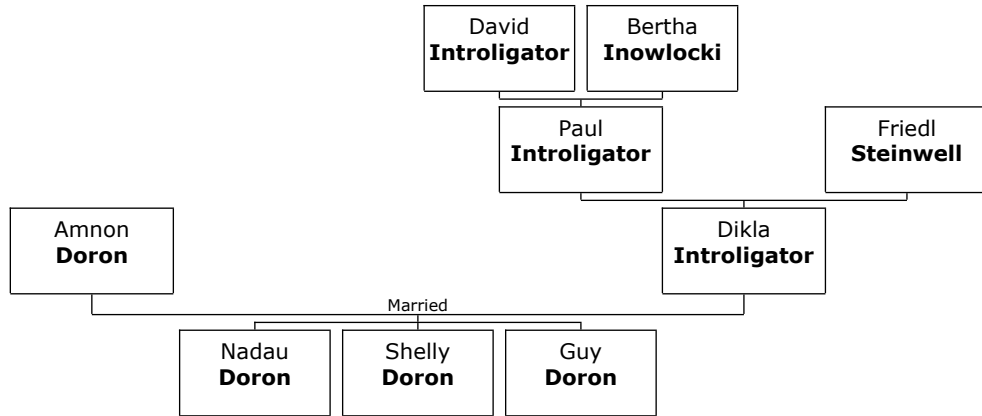 David
Introligator
Bertha
Inowlocki
Paul
Introligator
Friedl
Steinwell
Amnon
Doron
Dikla
Introligator
Married
Nadau
Doron
Shelly
Doron
Guy
Doron